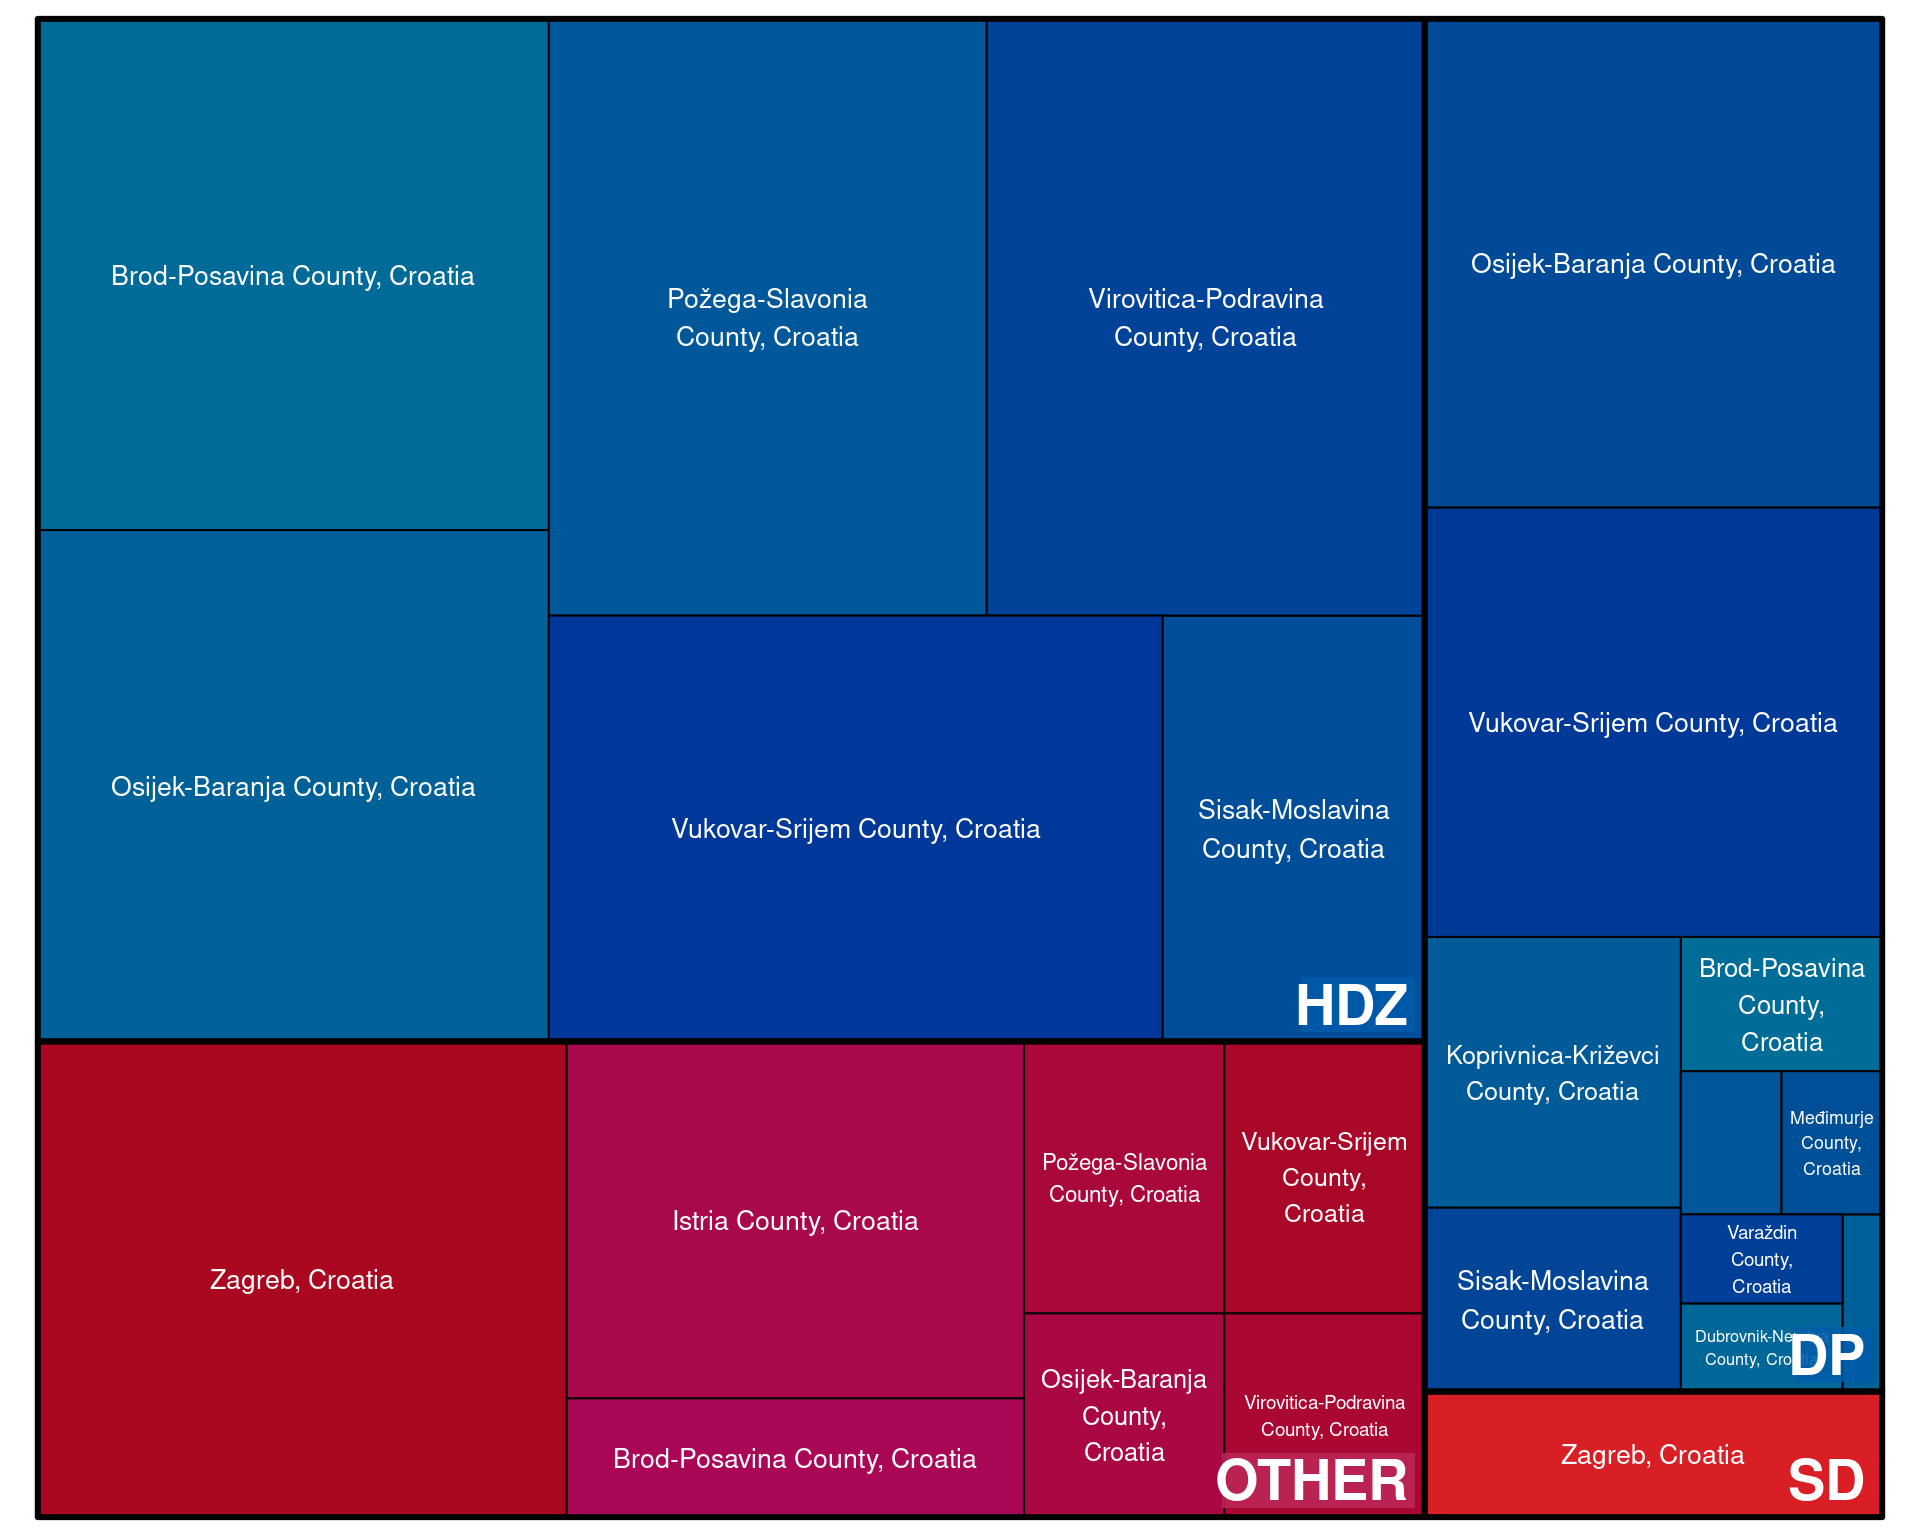 Brod-Posavina County, Croatia
Požega-Slavonia
County, Croatia
Virovitica-Podravina
County, Croatia
Osijek-Baranja County, Croatia
Vukovar-Srijem County, Croatia
Sisak-Moslavina
County, Croatia
HDZ
Osijek-Baranja County, Croatia
Vukovar-Srijem County, Croatia
Koprivnica-Križevci
County, Croatia
Brod-Posavina
County,
Croatia
Međimurje
County,
Croatia
Sisak-Moslavina
County, Croatia
Varaždin
County,
Croatia
County,
DP
Zagreb, Croatia
Istria County, Croatia
Brod-Posavina County, Croatia
Požega-Slavonia
County, Croatia
Vukovar-Srijem
County,
Croatia
Osijek-Baranja
County,
Croatia
Virovitica-Podravina
County, Croatia
OTHER
Zagreb, Croatia
SD